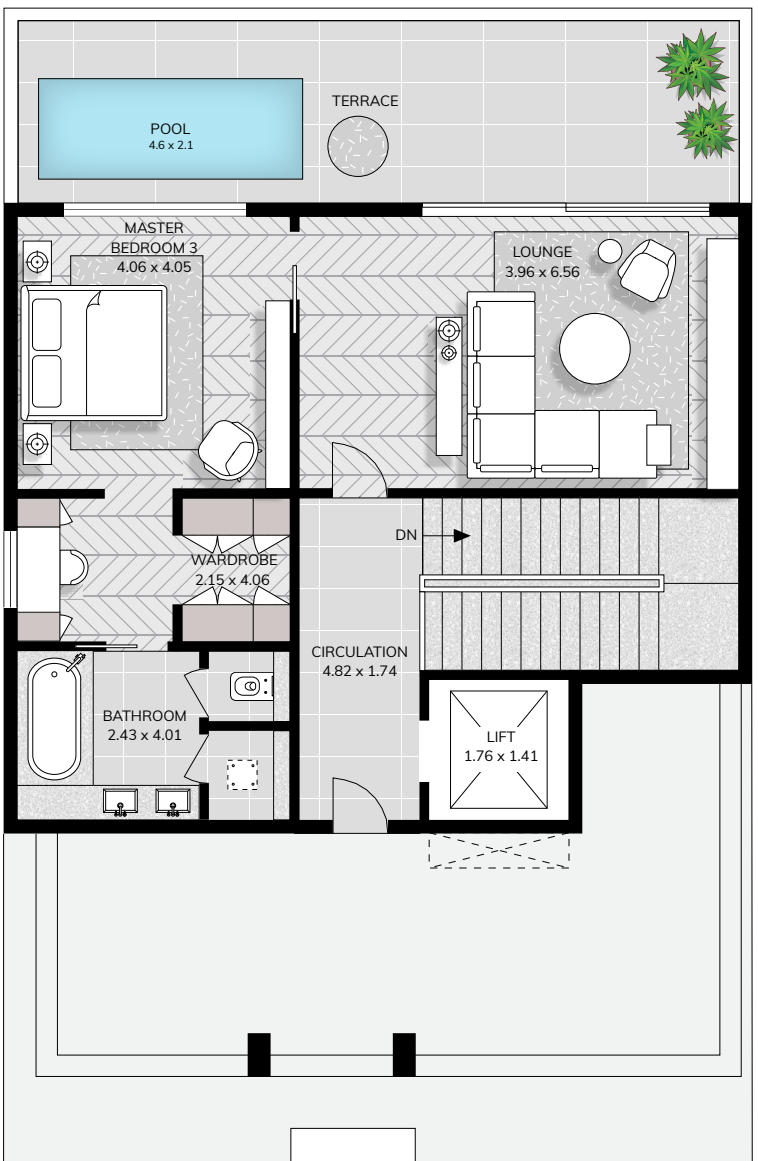 TERRACE
POOL
4.6 x 2.1
MASTER
BEDROOM 3
4.06 x 4.05
LOUNGE
3.96 x 6.56
DN
WARDROBE
2.15 x 4.06
CIRCULATION
4.82 x 1.74
BATHROOM
2.43 x 4.01
LIFT
1.76 x 1.41